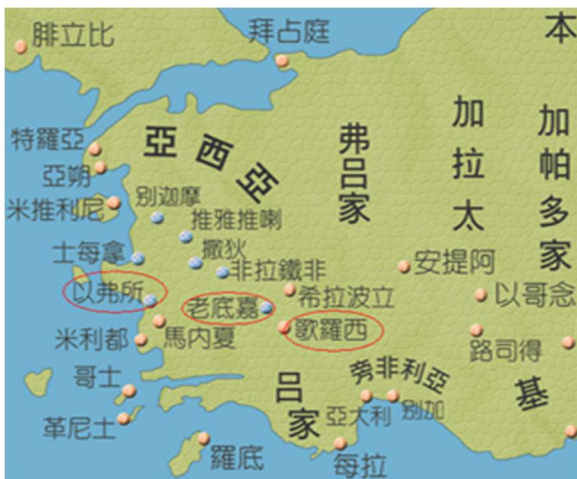 腓立比
拜占庭
本
特羅亞
亞西亞
弗呂家
加拉太
加帕多家
亞朔
米推利尼
別迦摩
推雅推喇
士每拿
撒狄
非拉鐵非
安提阿
以弗所
老底嘉
希拉波立
以哥念
歌羅西
米利都
馬內夏
路司得
哥士
呂家
旁非利亞
基
革尼土
亞大利
別加
羅底
每拉